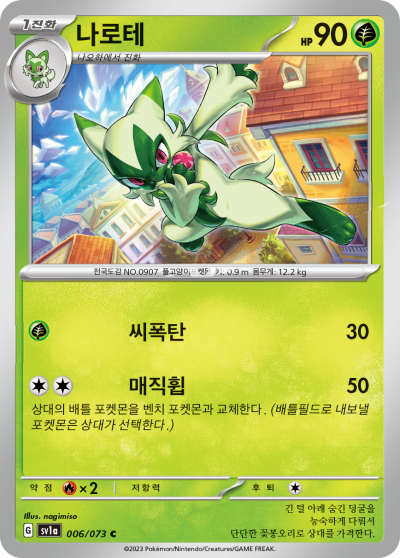 1진화
나로테
HP 90
나오하에서 진화
전국도감 NO.0907 풀고양이포켓몬 키: 0.9 m 몸무게: 12.2 kg
씨폭탄 30
매직휩 50
상대의 배틀 포켓몬을 벤치 포켓몬과 교체한다. (배틀필드로 내보낼
포켓몬은 상대가 선택한다.)
약점 ×2 저항력 후퇴
Illus. nagimiso
G sv1a 006/073 C
긴 털 아래 숨긴 덩굴을
능숙하게 다뤄서
단단한 꽃봉오리로 상대를 가격한다.
©2023 Pokémon/Nintendo/Creatures/GAME FREAK.